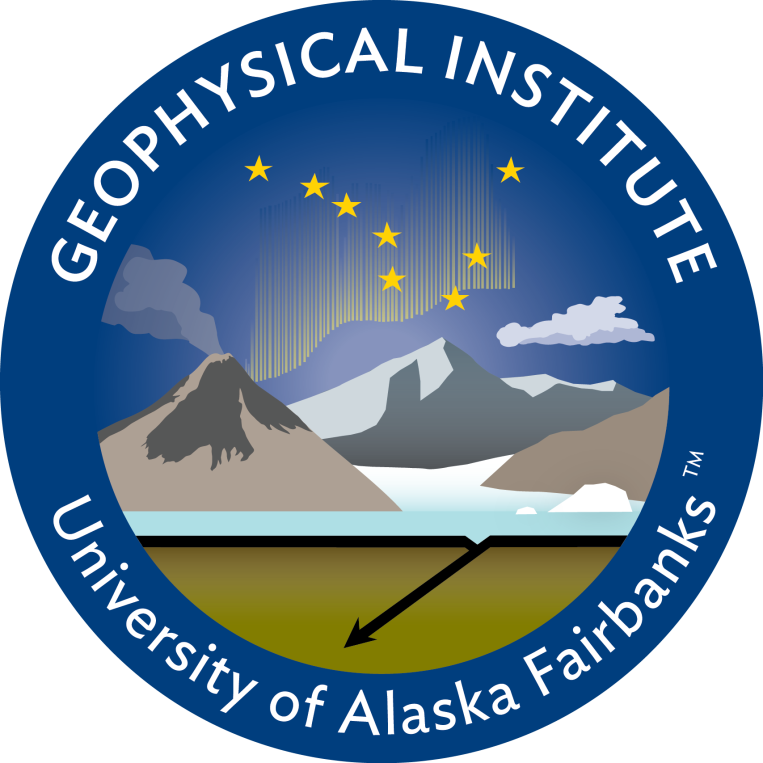 GEOPHYSICAL INSTITUTE
University of Alaska Fairbanks ™